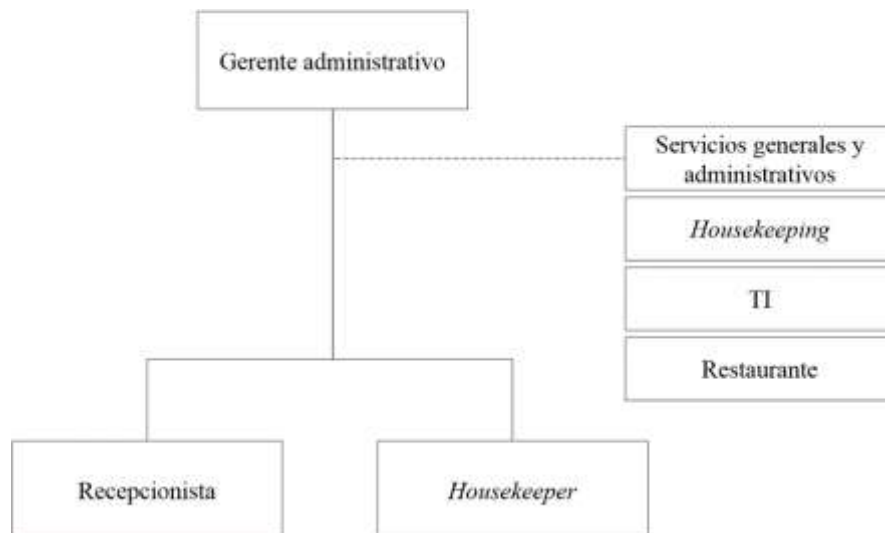 Gerente administrativo
Servicios generales y
administrativos
Housekeeping
TI
Restaurante
Recepcionista
Housekeeper